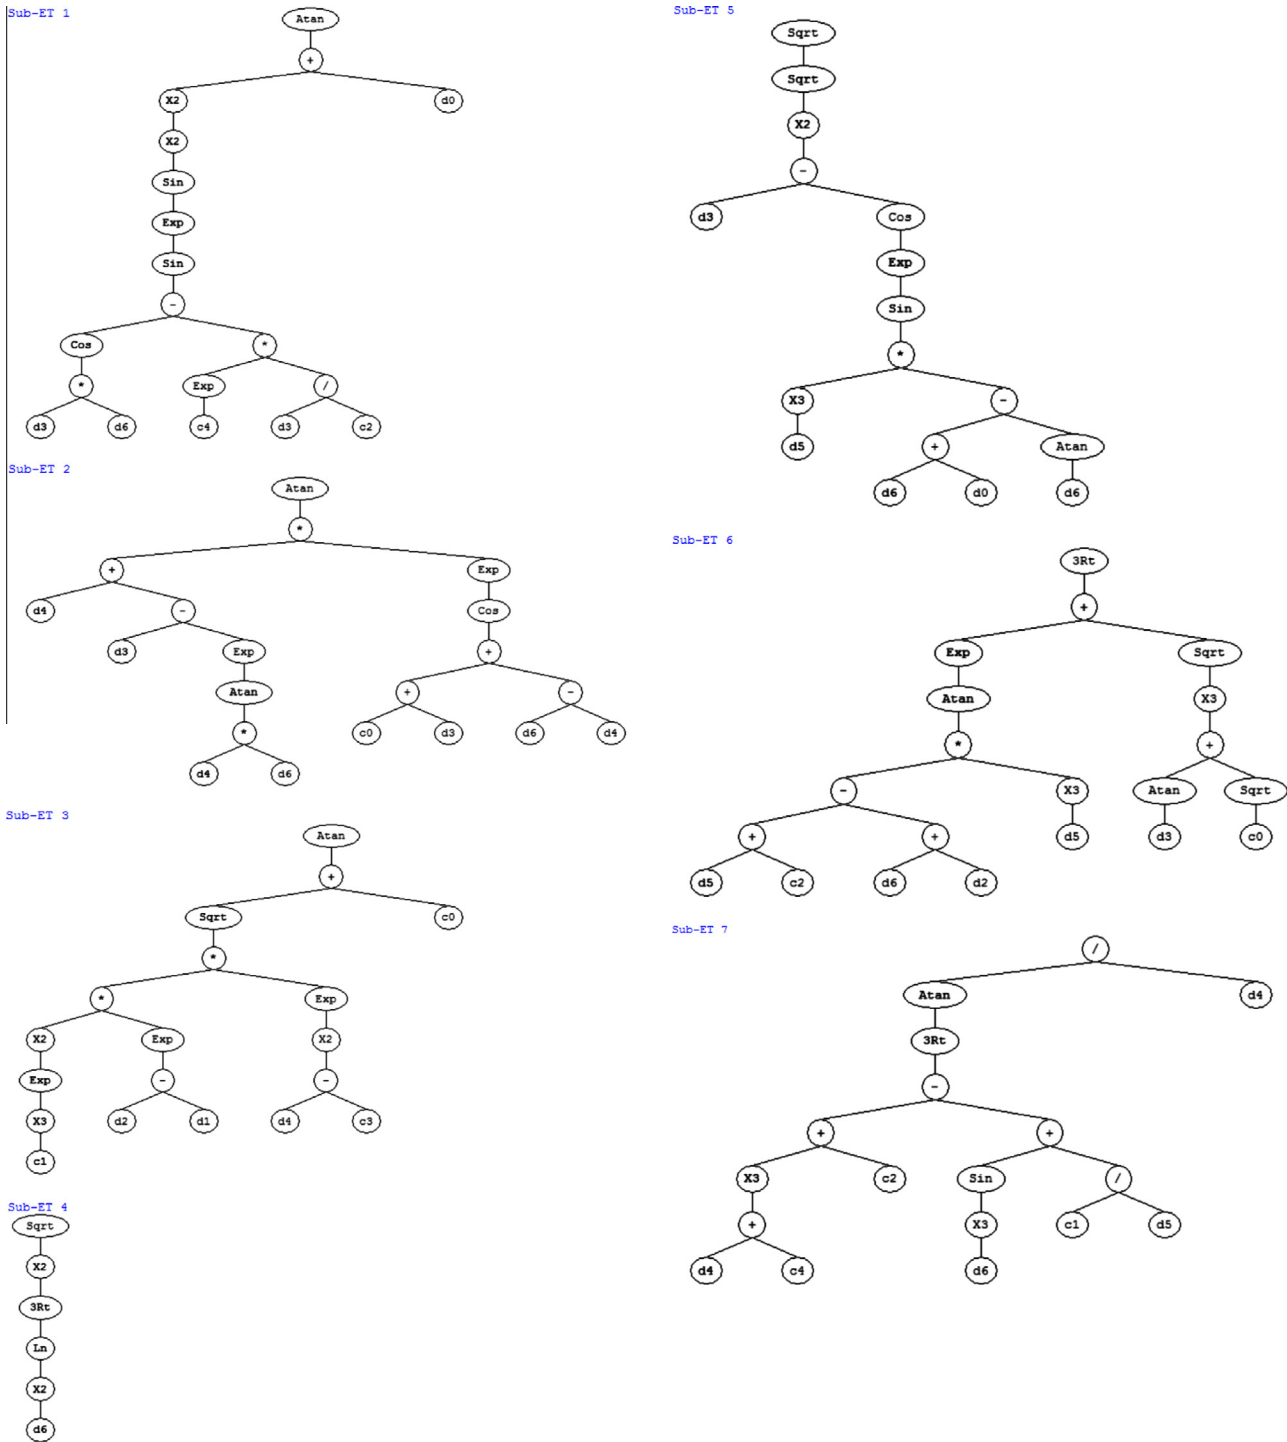 Sub-ET 1
Atan
+
X2 d0
X2
Sin
Exp
Sin
-
Cos *
* Exp /
d3 d6 c4 d3 c2
Sub-ET 2
Atan
*
+ Exp
d4 - Cos
d3 Exp +
Atan + -
* c0 d3 d6 d4
d4 d6
Sub-ET 3
Atan
+
Sqrt c0
*
* Exp
X2 Exp X2
Exp - -
X3 d2 d1 d4 c3
c1
Sub-ET 4
Sqrt
X2
3Rt
Ln
X2
d6
Sub-ET 5
Sqrt
Sqrt
X2
-
d3 Cos
Exp
Sin
*
X3 -
d5 + Atan
d6 d0 d6
Sub-ET 6
3Rt
+
Exp Sqrt
Atan X3
* +
- X3 Atan Sqrt
+ + d5 d3 c0
d5 c2 d6 d2
Sub-ET 7
/
Atan d4
3Rt
-
+ +
X3 c2 Sin /
+ X3 c1 d5
d4 c4 d6